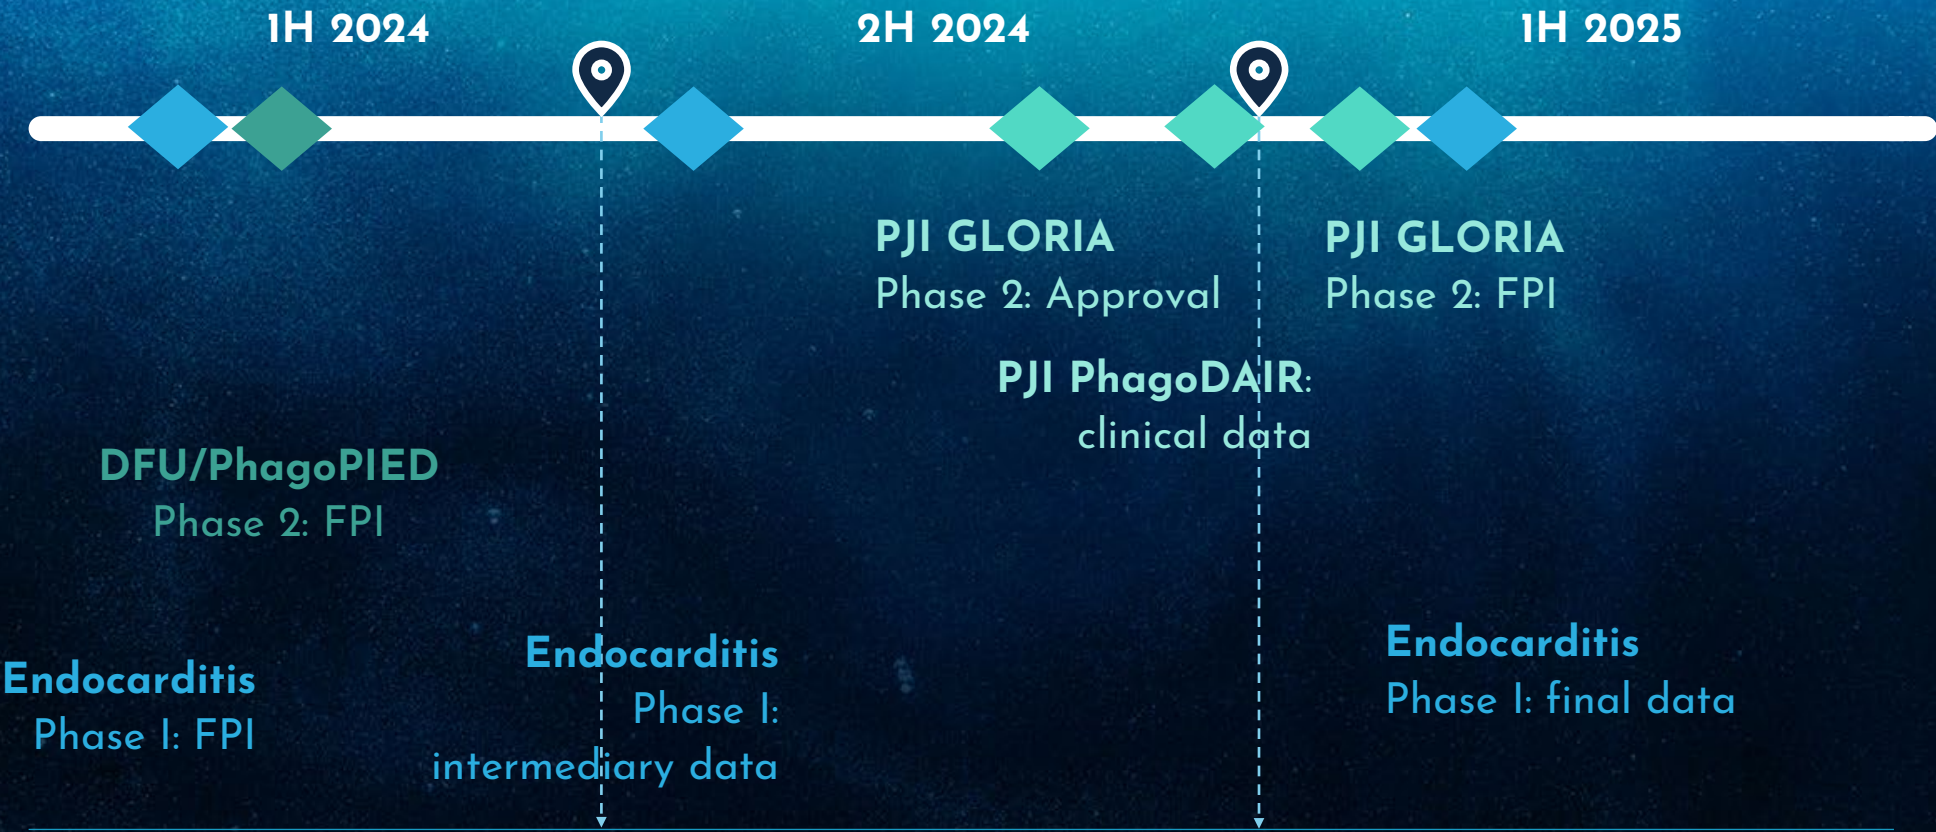 1H 2024
2H 2024
1H 2025
PJI GLORIA
Phase 2: Approval
PJI GLORIA
Phase 2: FPI
PJI PhagoDAIR:
clinical data
DFU/PhagoPIED
Phase 2: FPI
Endocarditis
Phase I: FPI
Endocarditis
Phase I:
intermediary data
Endocarditis
Phase I: final data